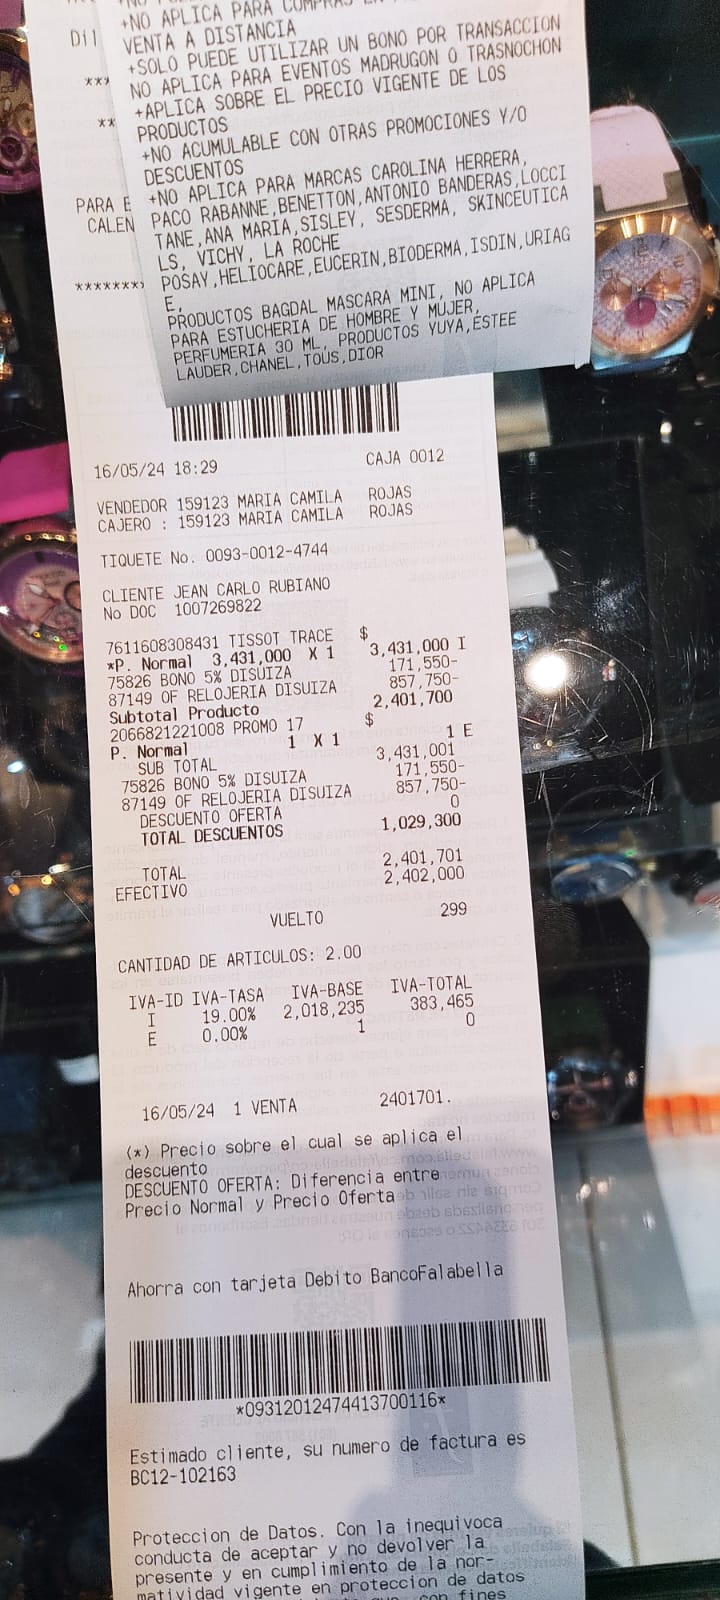 +NO APLICA PARA COMPRAS EN
VENTA A DISTANCIA
+SOLO PUEDE UTILIZAR UN BONO POR TRANSACCION
NO APLICA PARA EVENTOS MADRUGON O TRASNOCHON
+APLICA SOBRE EL PRECIO VIGENTE DE LOS
PRODUCTOS
+NO ACUMULABLE CON OTRAS PROMOCIONES Y/O
DESCUENTOS
+NO APLICA PARA MARCAS CAROLINA HERRERA,
PACO RABANNE,BENETTON,ANTONIO BANDERAS,LOCCI
TANE,ANA MARIA,SISLEY, SESDERMA, SKINCEUTICA
LS, VICHY, LA ROCHE
POSAY,HELIOCARE,EUCERIN,BIODERMA,ISDIN,URIAG
E,
PRODUCTOS BAGDAL MASCARA MINI, NO APLICA
PARA ESTUCHERIA DE HOMBRE Y MUJER,
PERFUMERIA 30 ML, PRODUCTOS YUYA,ESTEE
LAUDER,CHANEL,TOUS,DIOR
Dil
***
**
PARA E
CALEN
*******
16/05/24 18:29 CAJA 0012
VENDEDOR 159123 MARIA CAMILA ROJAS
CAJERO : 159123 MARIA CAMILA ROJAS
TIQUETE No. 0093-0012-4744
CLIENTE JEAN CARLO RUBIANO
No DOC 1007269822
7611608308431 TISSOT TRACE $
*P. Normal 3,431,000 X 1 3,431,000 I
75826 BONO 5% DISUIZA 171,550-
87149 OF RELOJERIA DISUIZA 857,750-
Subtotal Producto 2,401,700
2066821221008 PROMO 17 $
P. Normal 1 X 1 1 E
SUB TOTAL 3,431,001
75826 BONO 5% DISUIZA 171,550-
87149 OF RELOJERIA DISUIZA 857,750-
DESCUENTO OFERTA 0
TOTAL DESCUENTOS 1,029,300
TOTAL 2,401,701
EFECTIVO 2,402,000
VUELTO 299
CANTIDAD DE ARTICULOS: 2.00
IVA-ID IVA-TASA IVA-BASE IVA-TOTAL
I 19.00% 2,018,235 383,465
E 0.00% 1 0
16/05/24 1 VENTA 2401701.
(*) Precio sobre el cual se aplica el
descuento
DESCUENTO OFERTA: Diferencia entre
Precio Normal y Precio Oferta
Ahorra con tarjeta Debito BancoFalabella
*09312012474413700116*
Estimado cliente, su numero de factura es
BC12-102163
Proteccion de Datos. Con la inequivoca
conducta de aceptar y no devolver la
presente y en cumplimiento de la nor-
matividad vigente en proteccion de datos
con fines